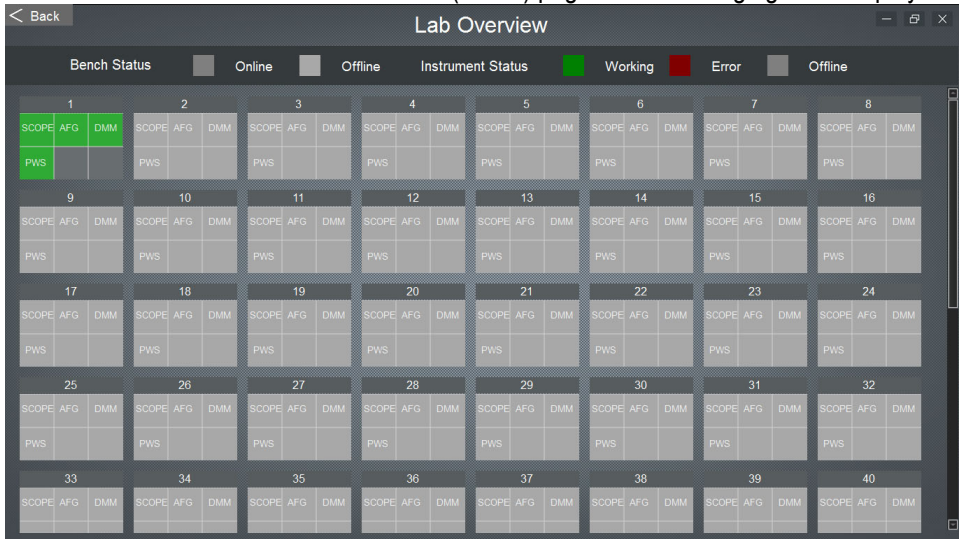 < Back
Lab Overview
Bench Status Online Offline Instrument Status Working Error Offline
1 2 3 4 5 6 7 8
SCOPE AFG DMM SCOPE AFG DMM SCOPE AFG DMM SCOPE AFG DMM SCOPE AFG DMM SCOPE AFG DMM SCOPE AFG DMM SCOPE AFG DMM
PWS PWS PWS PWS PWS PWS PWS PWS
9 10 11 12 13 14 15 16
SCOPE AFG DMM SCOPE AFG DMM SCOPE AFG DMM SCOPE AFG DMM SCOPE AFG DMM SCOPE AFG DMM SCOPE AFG DMM SCOPE AFG DMM
PWS PWS PWS PWS PWS PWS PWS PWS
17 18 19 20 21 22 23 24
SCOPE AFG DMM SCOPE AFG DMM SCOPE AFG DMM SCOPE AFG DMM SCOPE AFG DMM SCOPE AFG DMM SCOPE AFG DMM SCOPE AFG DMM
PWS PWS PWS PWS PWS PWS PWS PWS
25 26 27 28 29 30 31 32
SCOPE AFG DMM SCOPE AFG DMM SCOPE AFG DMM SCOPE AFG DMM SCOPE AFG DMM SCOPE AFG DMM SCOPE AFG DMM SCOPE AFG DMM
PWS PWS PWS PWS PWS PWS PWS PWS
33 34 35 36 37 38 39 40
SCOPE AFG DMM SCOPE AFG DMM SCOPE AFG DMM SCOPE AFG DMM SCOPE AFG DMM SCOPE AFG DMM SCOPE AFG DMM SCOPE AFG DMM